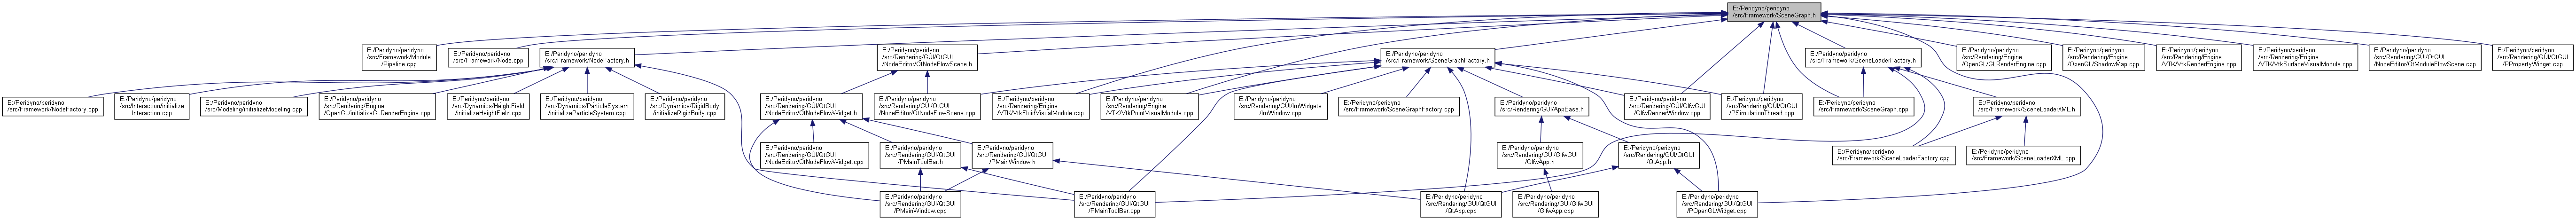 E:/Peridyno/peridyno
/src/Framework/SceneGraph.h
E:/Peridyno/peridyno
/src/Framework/Module
/Pipeline.cpp
E:/Peridyno/peridyno
/src/Framework/Node.cpp
E:/Peridyno/peridyno
/src/Framework/NodeFactory.h
E:/Peridyno/peridyno
/src/Rendering/GUI/QtGUI
/NodeEditor/QtNodeFlowScene.h
E:/Peridyno/peridyno
/src/Framework/SceneGraphFactory.h
E:/Peridyno/peridyno
/src/Framework/SceneLoaderFactory.h
E:/Peridyno/peridyno
/src/Rendering/Engine
/OpenGL/GLRenderEngine.cpp
E:/Peridyno/peridyno
/src/Rendering/Engine
/OpenGL/ShadowMap.cpp
E:/Peridyno/peridyno
/src/Rendering/Engine
/VTK/VtkRenderEngine.cpp
E:/Peridyno/peridyno
/src/Rendering/Engine
/VTK/VtkSurfaceVisualModule.cpp
E:/Peridyno/peridyno
/src/Rendering/GUI/QtGUI
/NodeEditor/QtModuleFlowScene.cpp
E:/Peridyno/peridyno
/src/Rendering/GUI/QtGUI
/PPropertyWidget.cpp
E:/Peridyno/peridyno
/src/Framework/NodeFactory.cpp
E:/Peridyno/peridyno
/src/Interaction/initialize
Interaction.cpp
E:/Peridyno/peridyno
/src/Modeling/initializeModeling.cpp
E:/Peridyno/peridyno
/src/Rendering/Engine
/OpenGL/initializeGLRenderEngine.cpp
E:/Peridyno/peridyno
/src/Dynamics/HeightField
/initializeHeightField.cpp
E:/Peridyno/peridyno
/src/Dynamics/ParticleSystem
/initializeParticleSystem.cpp
E:/Peridyno/peridyno
/src/Dynamics/RigidBody
/initializeRigidBody.cpp
E:/Peridyno/peridyno
/src/Rendering/GUI/QtGUI
/NodeEditor/QtNodeFlowWidget.h
E:/Peridyno/peridyno
/src/Rendering/GUI/QtGUI
/NodeEditor/QtNodeFlowScene.cpp
E:/Peridyno/peridyno
/src/Rendering/Engine
/VTK/VtkFluidVisualModule.cpp
E:/Peridyno/peridyno
/src/Rendering/Engine
/VTK/VtkPointVisualModule.cpp
E:/Peridyno/peridyno
/src/Rendering/GUI/ImWidgets
/ImWindow.cpp
E:/Peridyno/peridyno
/src/Framework/SceneGraphFactory.cpp
E:/Peridyno/peridyno
/src/Rendering/GUI/AppBase.h
E:/Peridyno/peridyno
/src/Rendering/GUI/GlfwGUI
/GlfwRenderWindow.cpp
E:/Peridyno/peridyno
/src/Rendering/GUI/QtGUI
/PSimulationThread.cpp
E:/Peridyno/peridyno
/src/Framework/SceneGraph.cpp
E:/Peridyno/peridyno
/src/Framework/SceneLoaderXML.h
E:/Peridyno/peridyno
/src/Rendering/GUI/QtGUI
/NodeEditor/QtNodeFlowWidget.cpp
E:/Peridyno/peridyno
/src/Rendering/GUI/QtGUI
/PMainToolBar.h
E:/Peridyno/peridyno
/src/Rendering/GUI/QtGUI
/PMainWindow.h
E:/Peridyno/peridyno
/src/Rendering/GUI/GlfwGUI
/GlfwApp.h
E:/Peridyno/peridyno
/src/Rendering/GUI/QtGUI
/QtApp.h
E:/Peridyno/peridyno
/src/Framework/SceneLoaderFactory.cpp
E:/Peridyno/peridyno
/src/Framework/SceneLoaderXML.cpp
E:/Peridyno/peridyno
/src/Rendering/GUI/QtGUI
/PMainWindow.cpp
E:/Peridyno/peridyno
/src/Rendering/GUI/QtGUI
/PMainToolBar.cpp
E:/Peridyno/peridyno
/src/Rendering/GUI/QtGUI
/QtApp.cpp
E:/Peridyno/peridyno
/src/Rendering/GUI/GlfwGUI
/GlfwApp.cpp
E:/Peridyno/peridyno
/src/Rendering/GUI/QtGUI
/POpenGLWidget.cpp